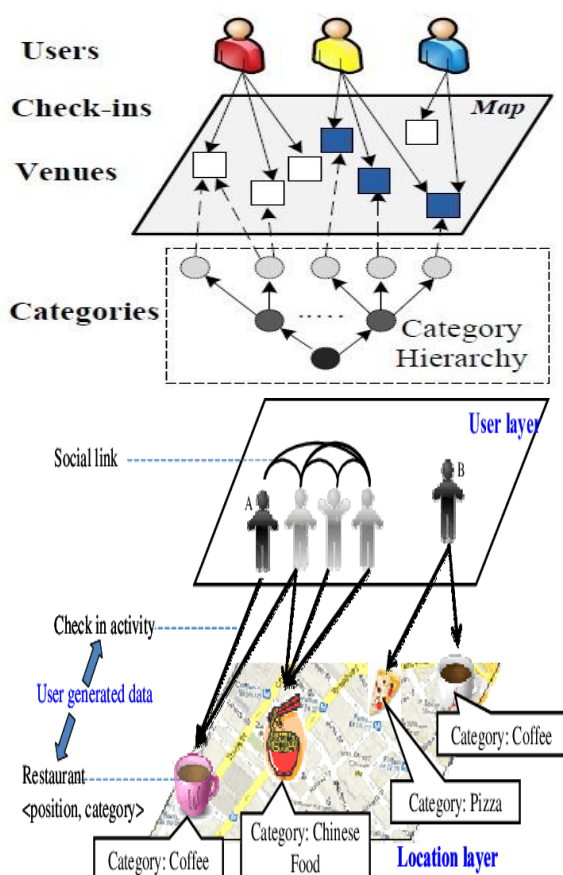 Users
Check-ins
Map
Venues
Categories
Category
Hierarchy
User layer
Social link
A
B
Check in activity
User generated data
Category: Coffee
Restaurant
<position, category>
Category: Pizza
Category: Chinese
Food
Category: Coffee
Location layer